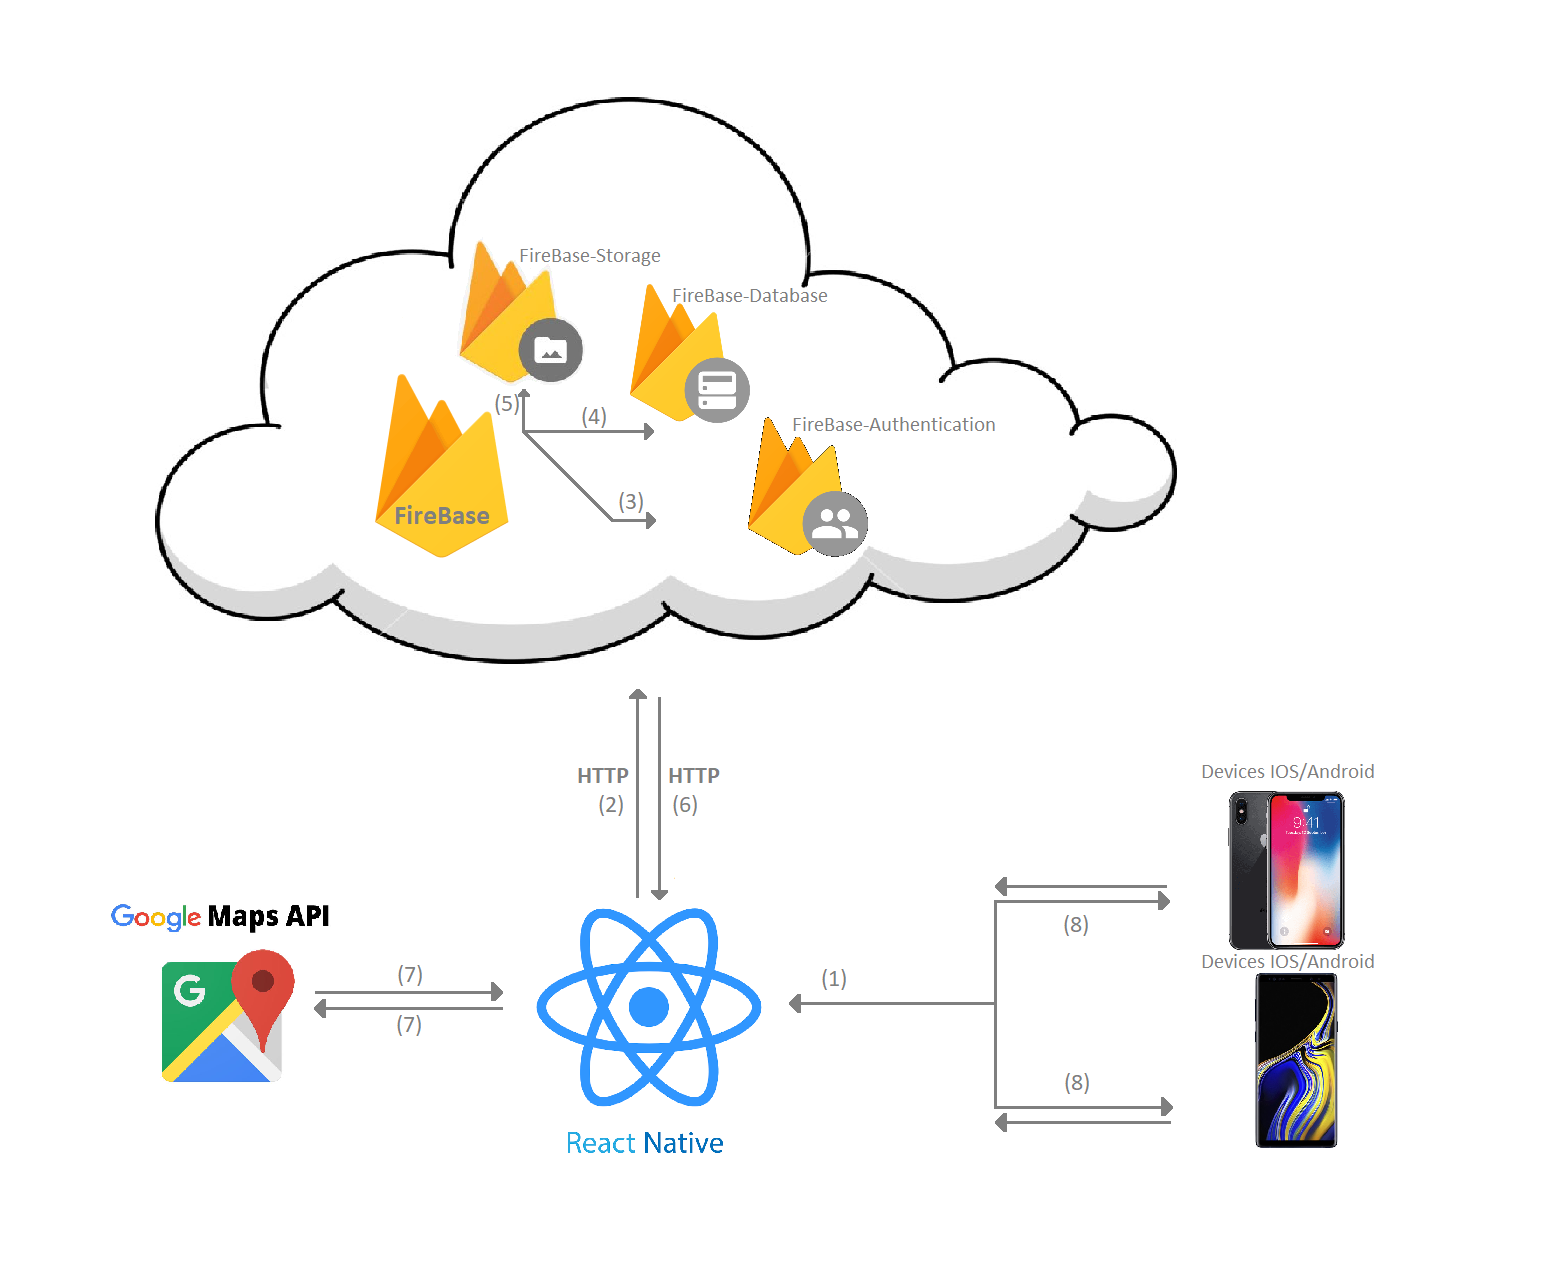 FireBase-Storage
FireBase-Database
(5)
(4)
FireBase-Authentication
(3)
FireBase
HTTP
(2)
HTTP
(6)
Devices IOS/Android
9:41
Google Maps API
G
(7)
(7)
(1)
(8)
Devices IOS/Android
(8)
React Native